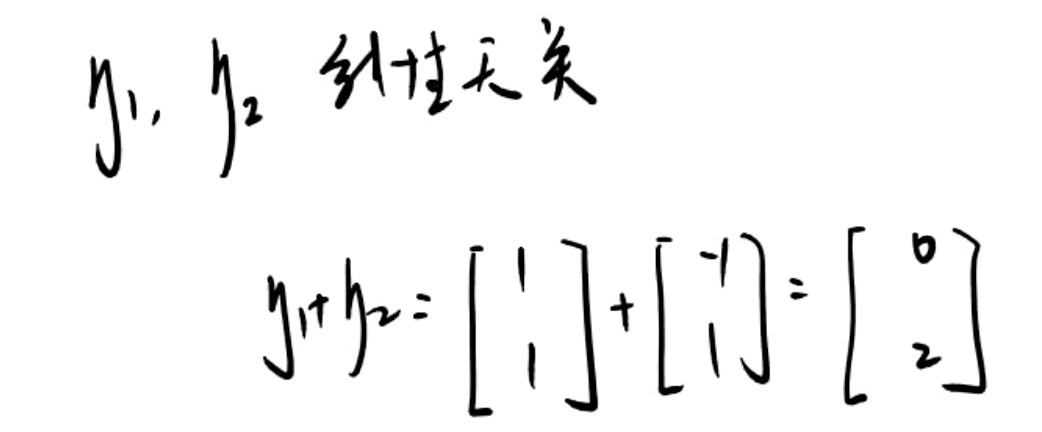 η₁, η₂ 线性无关
η₁+η₂= [1 1] + [-1 1] = [0 2]